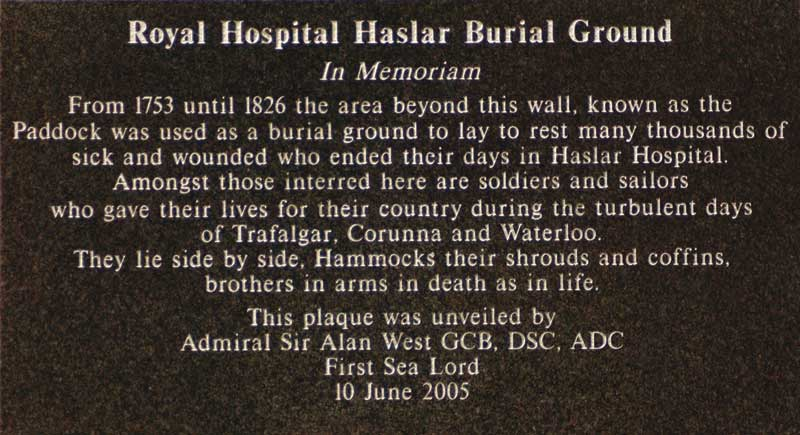 Royal Hospital Haslar Burial Ground
In Memoriam
From 1753 until 1826 the area beyond this wall, known as the
Paddock was used as a burial ground to lay to rest many thousands of
sick and wounded who ended their days in Haslar Hospital.
Amongst those interred here are soldiers and sailors
who gave their lives for their country during the turbulent days
of Trafalgar, Corunna and Waterloo.
They lie side by side, Hammocks their shrouds and coffins,
brothers in arms in death as in life.
This plaque was unveiled by
Admiral Sir Alan West GCB, DSC, ADC
First Sea Lord
10 June 2005